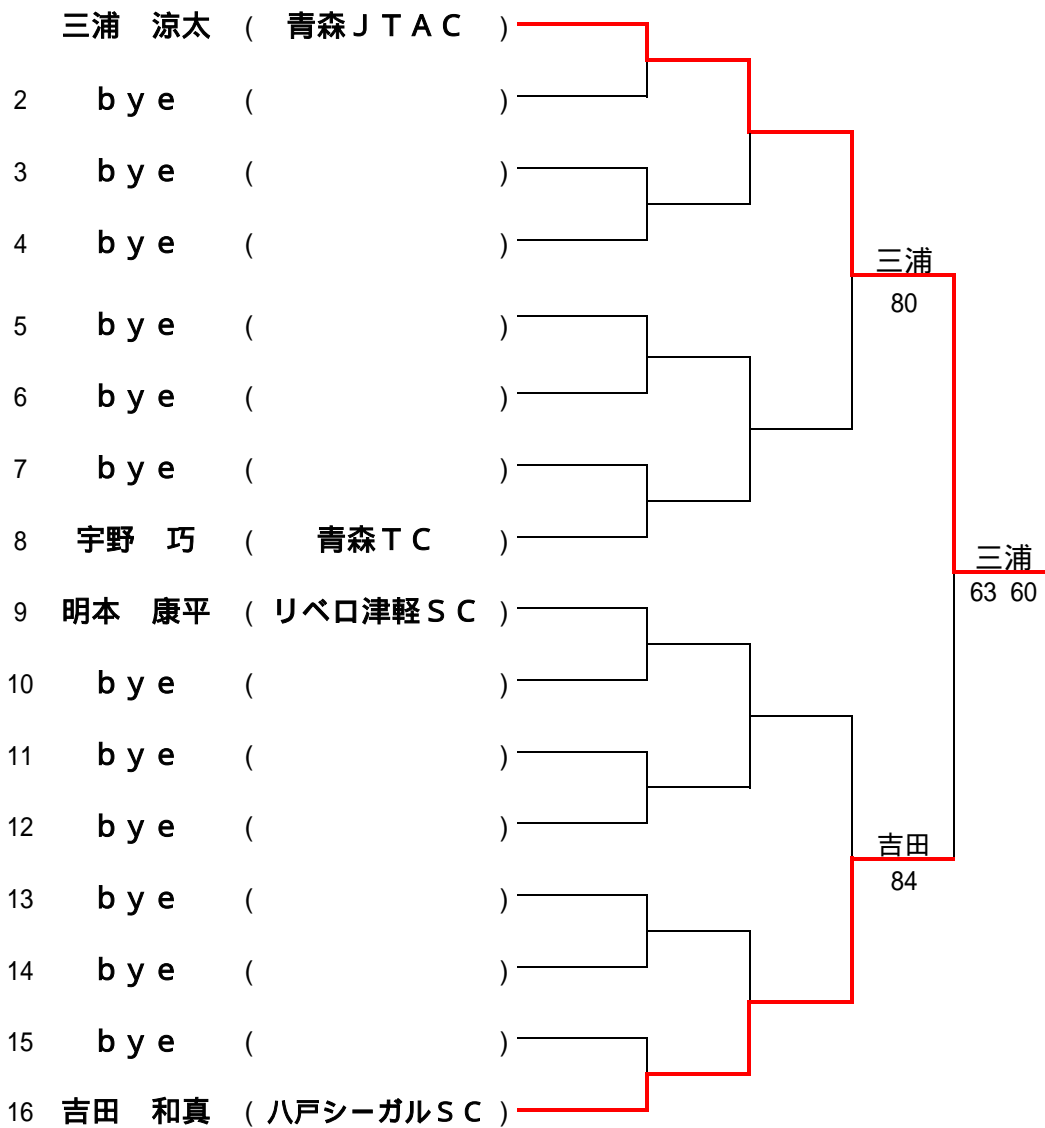 三浦　涼太 ( 青森ＪＴＡＣ )
2 ｂｙｅ ( )
3 ｂｙｅ ( )
4 ｂｙｅ ( )
三浦
80
5 ｂｙｅ ( )
6 ｂｙｅ ( )
7 ｂｙｅ ( )
8 宇野　巧 ( 青森ＴＣ )
三浦
63 60
9 明本　康平 ( リベロ津軽ＳＣ )
10 ｂｙｅ ( )
11 ｂｙｅ ( )
12 ｂｙｅ ( )
吉田
84
13 ｂｙｅ ( )
14 ｂｙｅ ( )
15 ｂｙｅ ( )
16 吉田　和真 ( 八戸シーガルＳＣ )